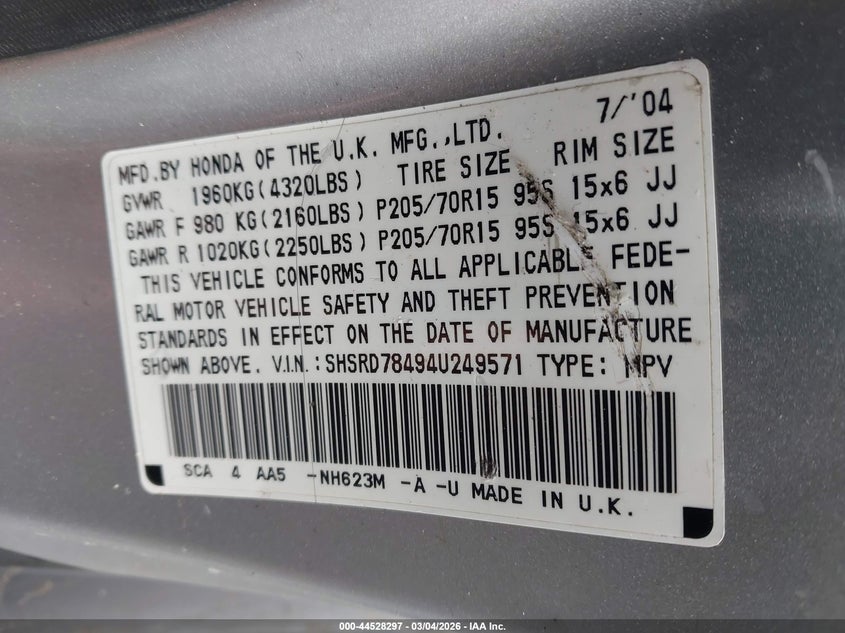 7/'04
MFD.BY HONDA OF THE U.K. MFG.,LTD.
GVWR 1960KG(4320LBS) TIRE SIZE RIM SIZE
GAWR F 980 KG(2160LBS) P205/70R15 95S 15x6 JJ
GAWR R 1020KG(2250LBS) P205/70R15 95S 15x6 JJ
THIS VEHICLE CONFORMS TO ALL APPLICABLE FEDE-
RAL MOTOR VEHICLE SAFETY AND THEFT PREVENTION
STANDARDS IN EFFECT ON THE DATE OF MANUFACTURE
SHOWN ABOVE. V.I.N.:SHSRD78494U249571 TYPE: MPV
SCA 4 AA5 -NH623M -A -U MADE IN U.K.
000-44528297 - 03/04/2026 - IAA Inc.